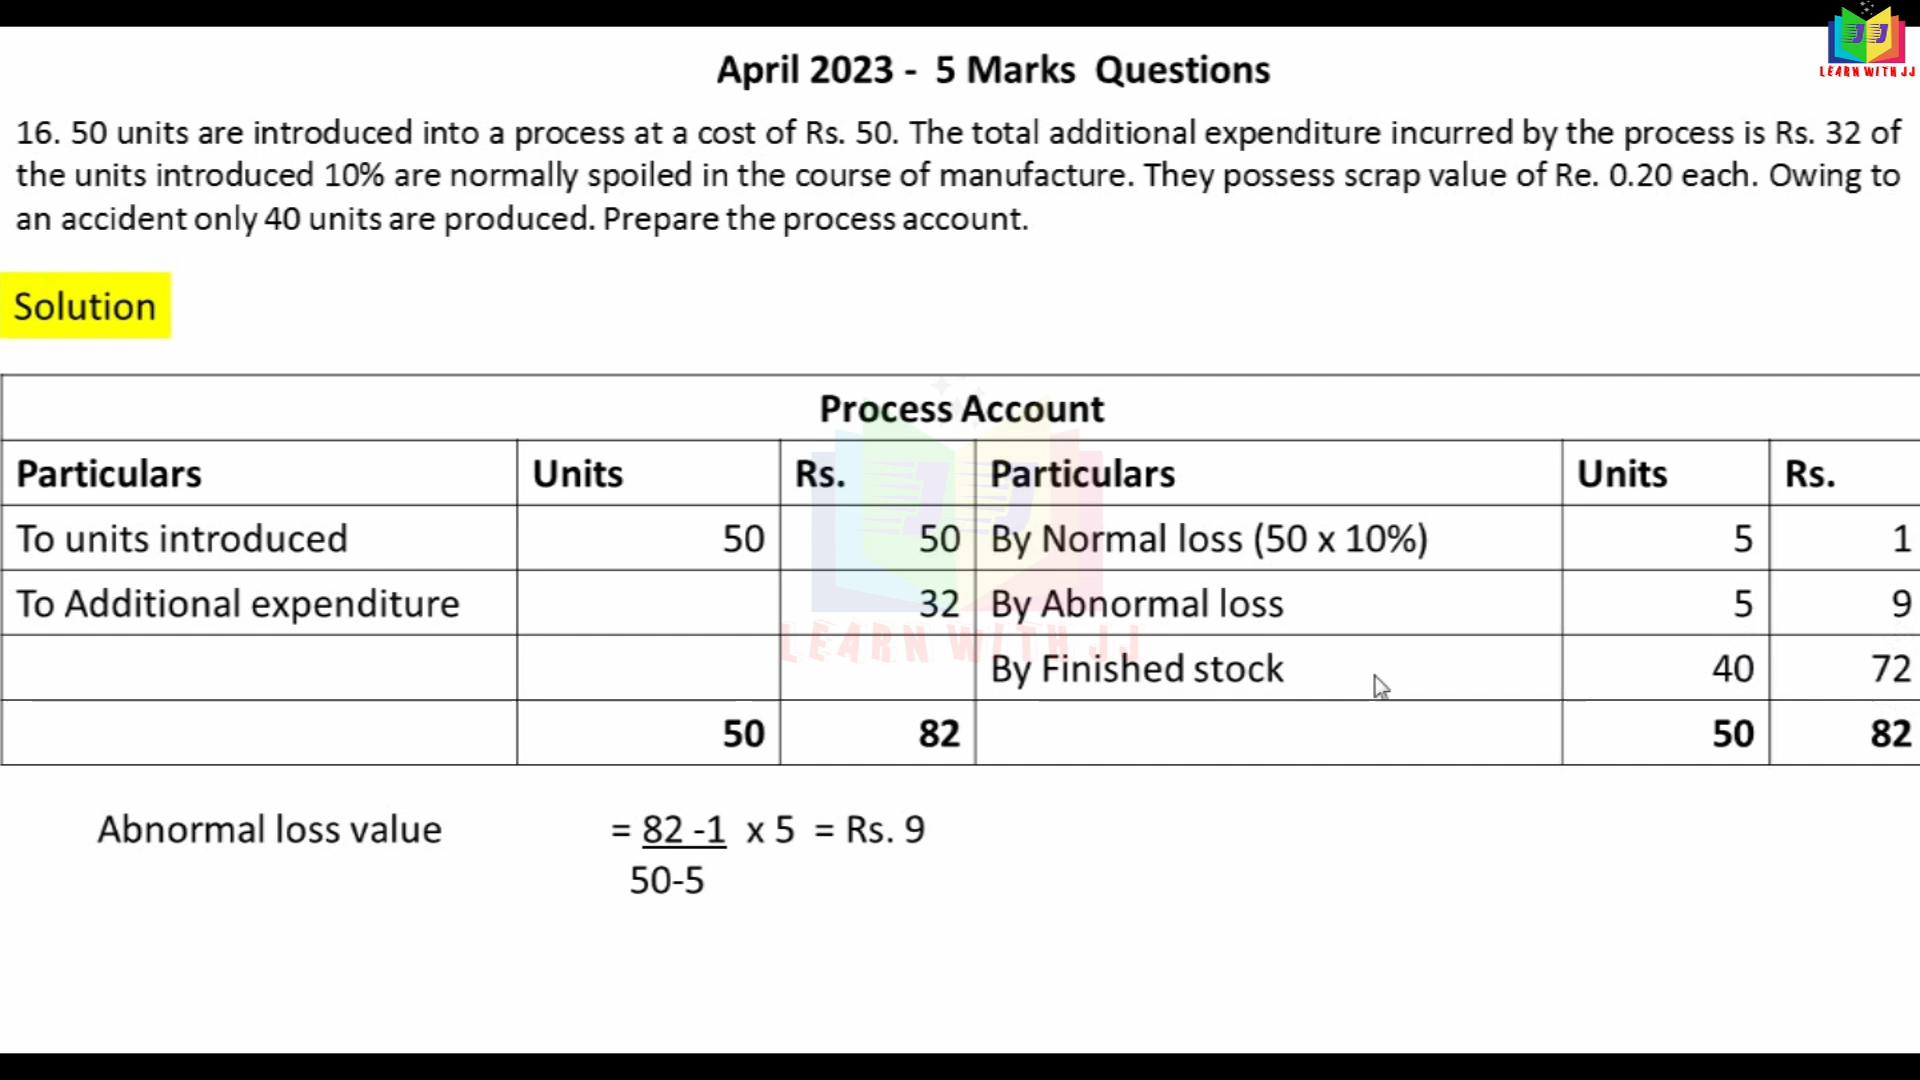 LEARN WITH JJ
April 2023 - 5 Marks Questions
16. 50 units are introduced into a process at a cost of Rs. 50. The total additional expenditure incurred by the process is Rs. 32 of
the units introduced 10% are normally spoiled in the course of manufacture. They possess scrap value of Re. 0.20 each. Owing to
an accident only 40 units are produced. Prepare the process account.
Solution
Process Account
Particulars Units Rs. Particulars Units Rs.
To units introduced 50 50 By Normal loss (50 x 10%) 5 1
To Additional expenditure 32 By Abnormal loss 5 9
By Finished stock 40 72
50 82 50 82
LEARN WITH JJ
Abnormal loss value = 82 -1 x 5 = Rs. 9
50-5